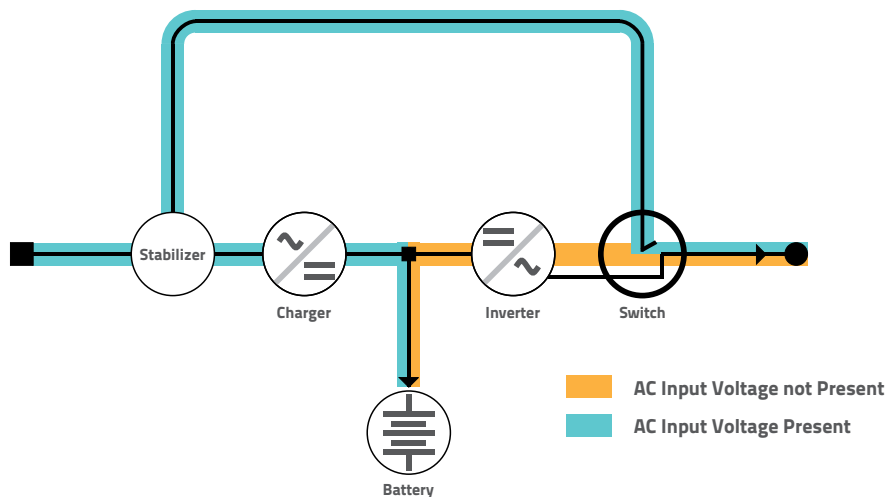 Stabilizer
Charger
Inverter
Switch
Battery
AC Input Voltage not Present
AC Input Voltage Present